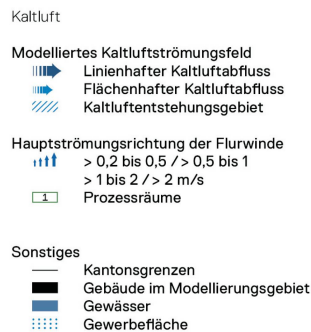 Kaltluft
Modelliertes Kaltluftströmungsfeld
Linienhafter Kaltluftabfluss
Flächenhafter Kaltluftabfluss
Kaltluftentstehungsgebiet
Hauptströmungsrichtung der Flurwinde
> 0,2 bis 0,5 / > 0,5 bis 1
> 1 bis 2 / > 2 m/s
1 Prozessräume
Sonstiges
Kantonsgrenzen
Gebäude im Modellierungsgebiet
Gewässer
Gewerbefläche